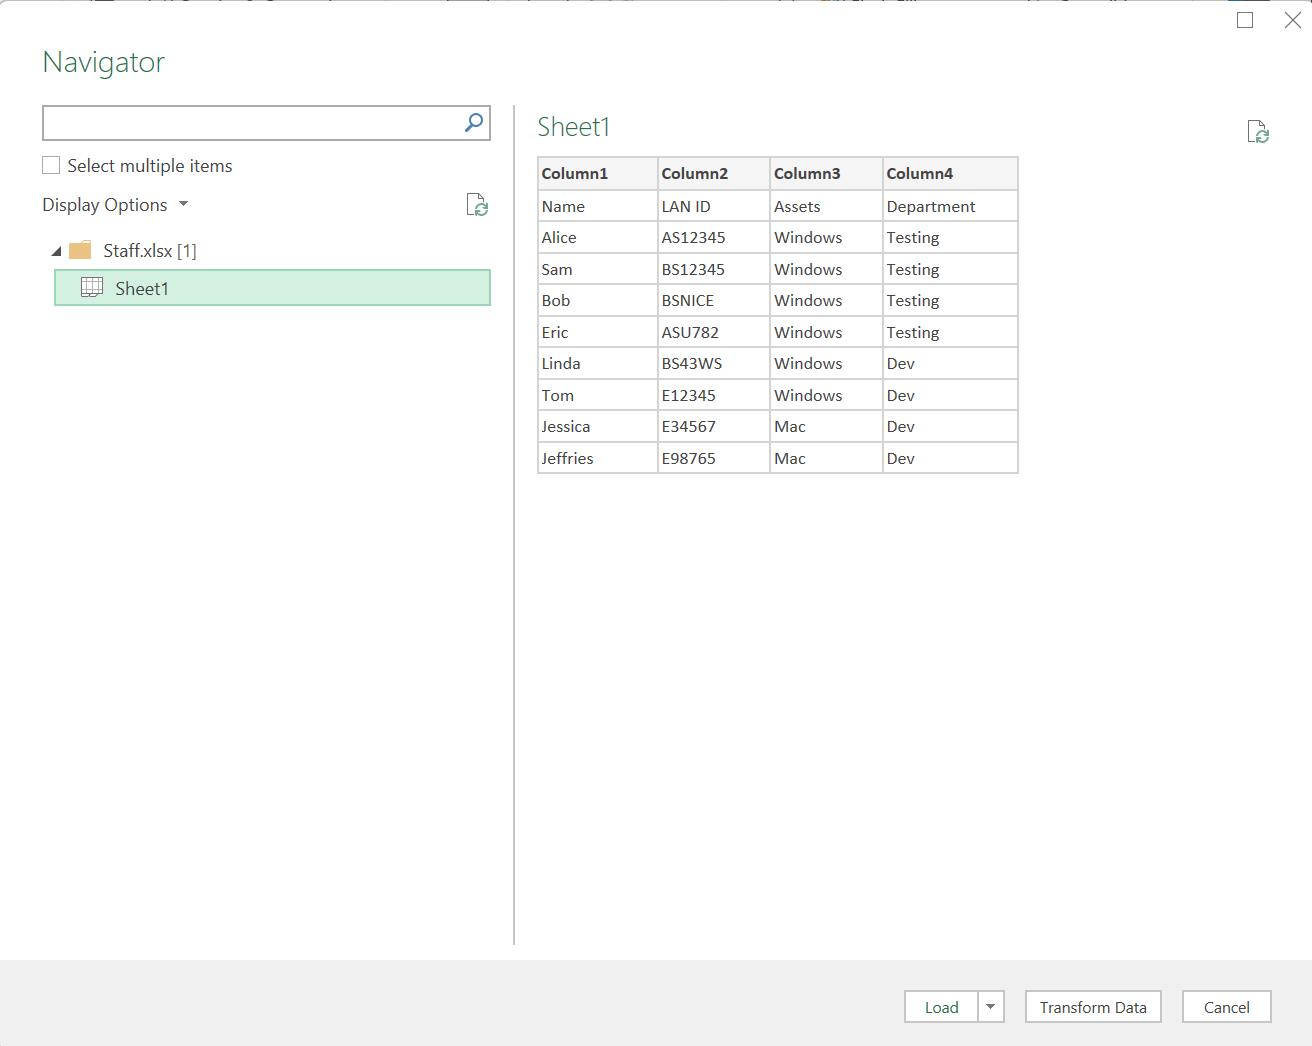 Navigator
Select multiple items
Display Options
Staff.xlsx [1]
Sheet1
Sheet1
Column1 Column2 Column3 Column4
Name LAN ID Assets Department
Alice AS12345 Windows Testing
Sam BS12345 Windows Testing
Bob BSNICE Windows Testing
Eric ASU782 Windows Testing
Linda BS43WS Windows Dev
Tom E12345 Windows Dev
Jessica E34567 Mac Dev
Jeffries E98765 Mac Dev
Load Transform Data Cancel